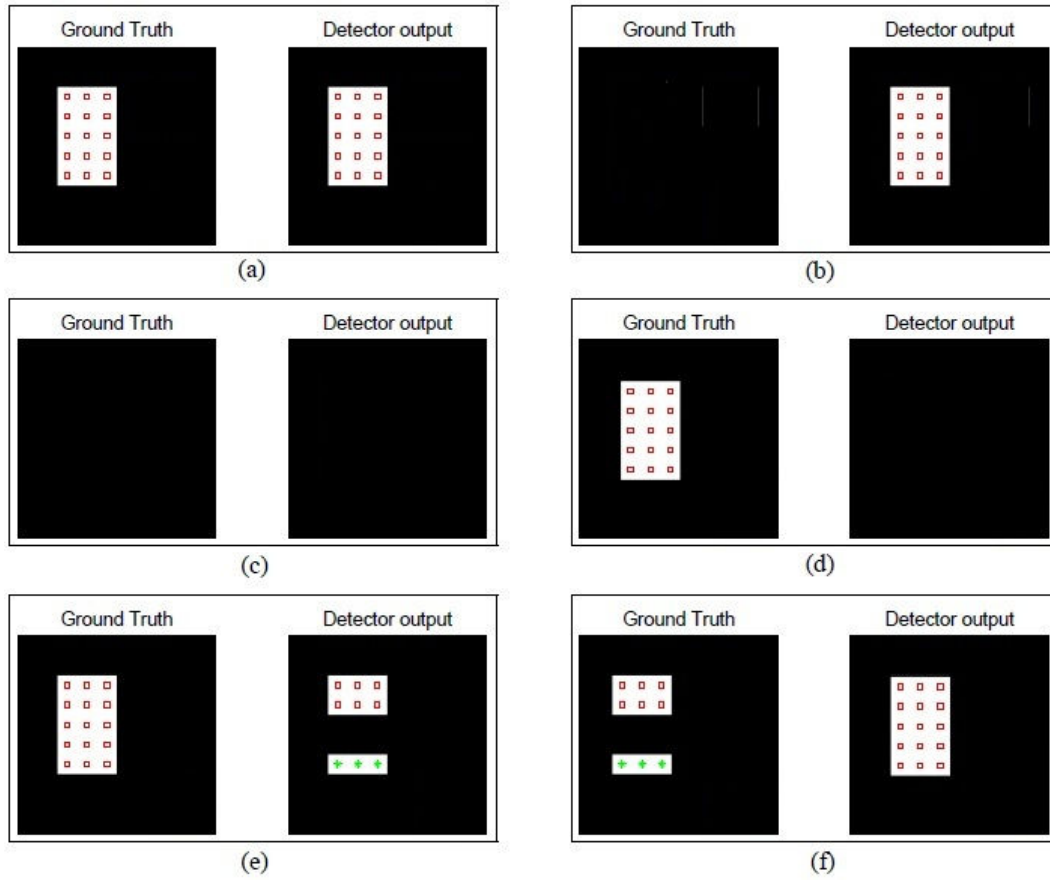 Ground Truth Detector output
Ground Truth Detector output
(a)
(b)
Ground Truth Detector output
Ground Truth Detector output
(c)
(d)
Ground Truth Detector output
Ground Truth Detector output
(e)
(f)